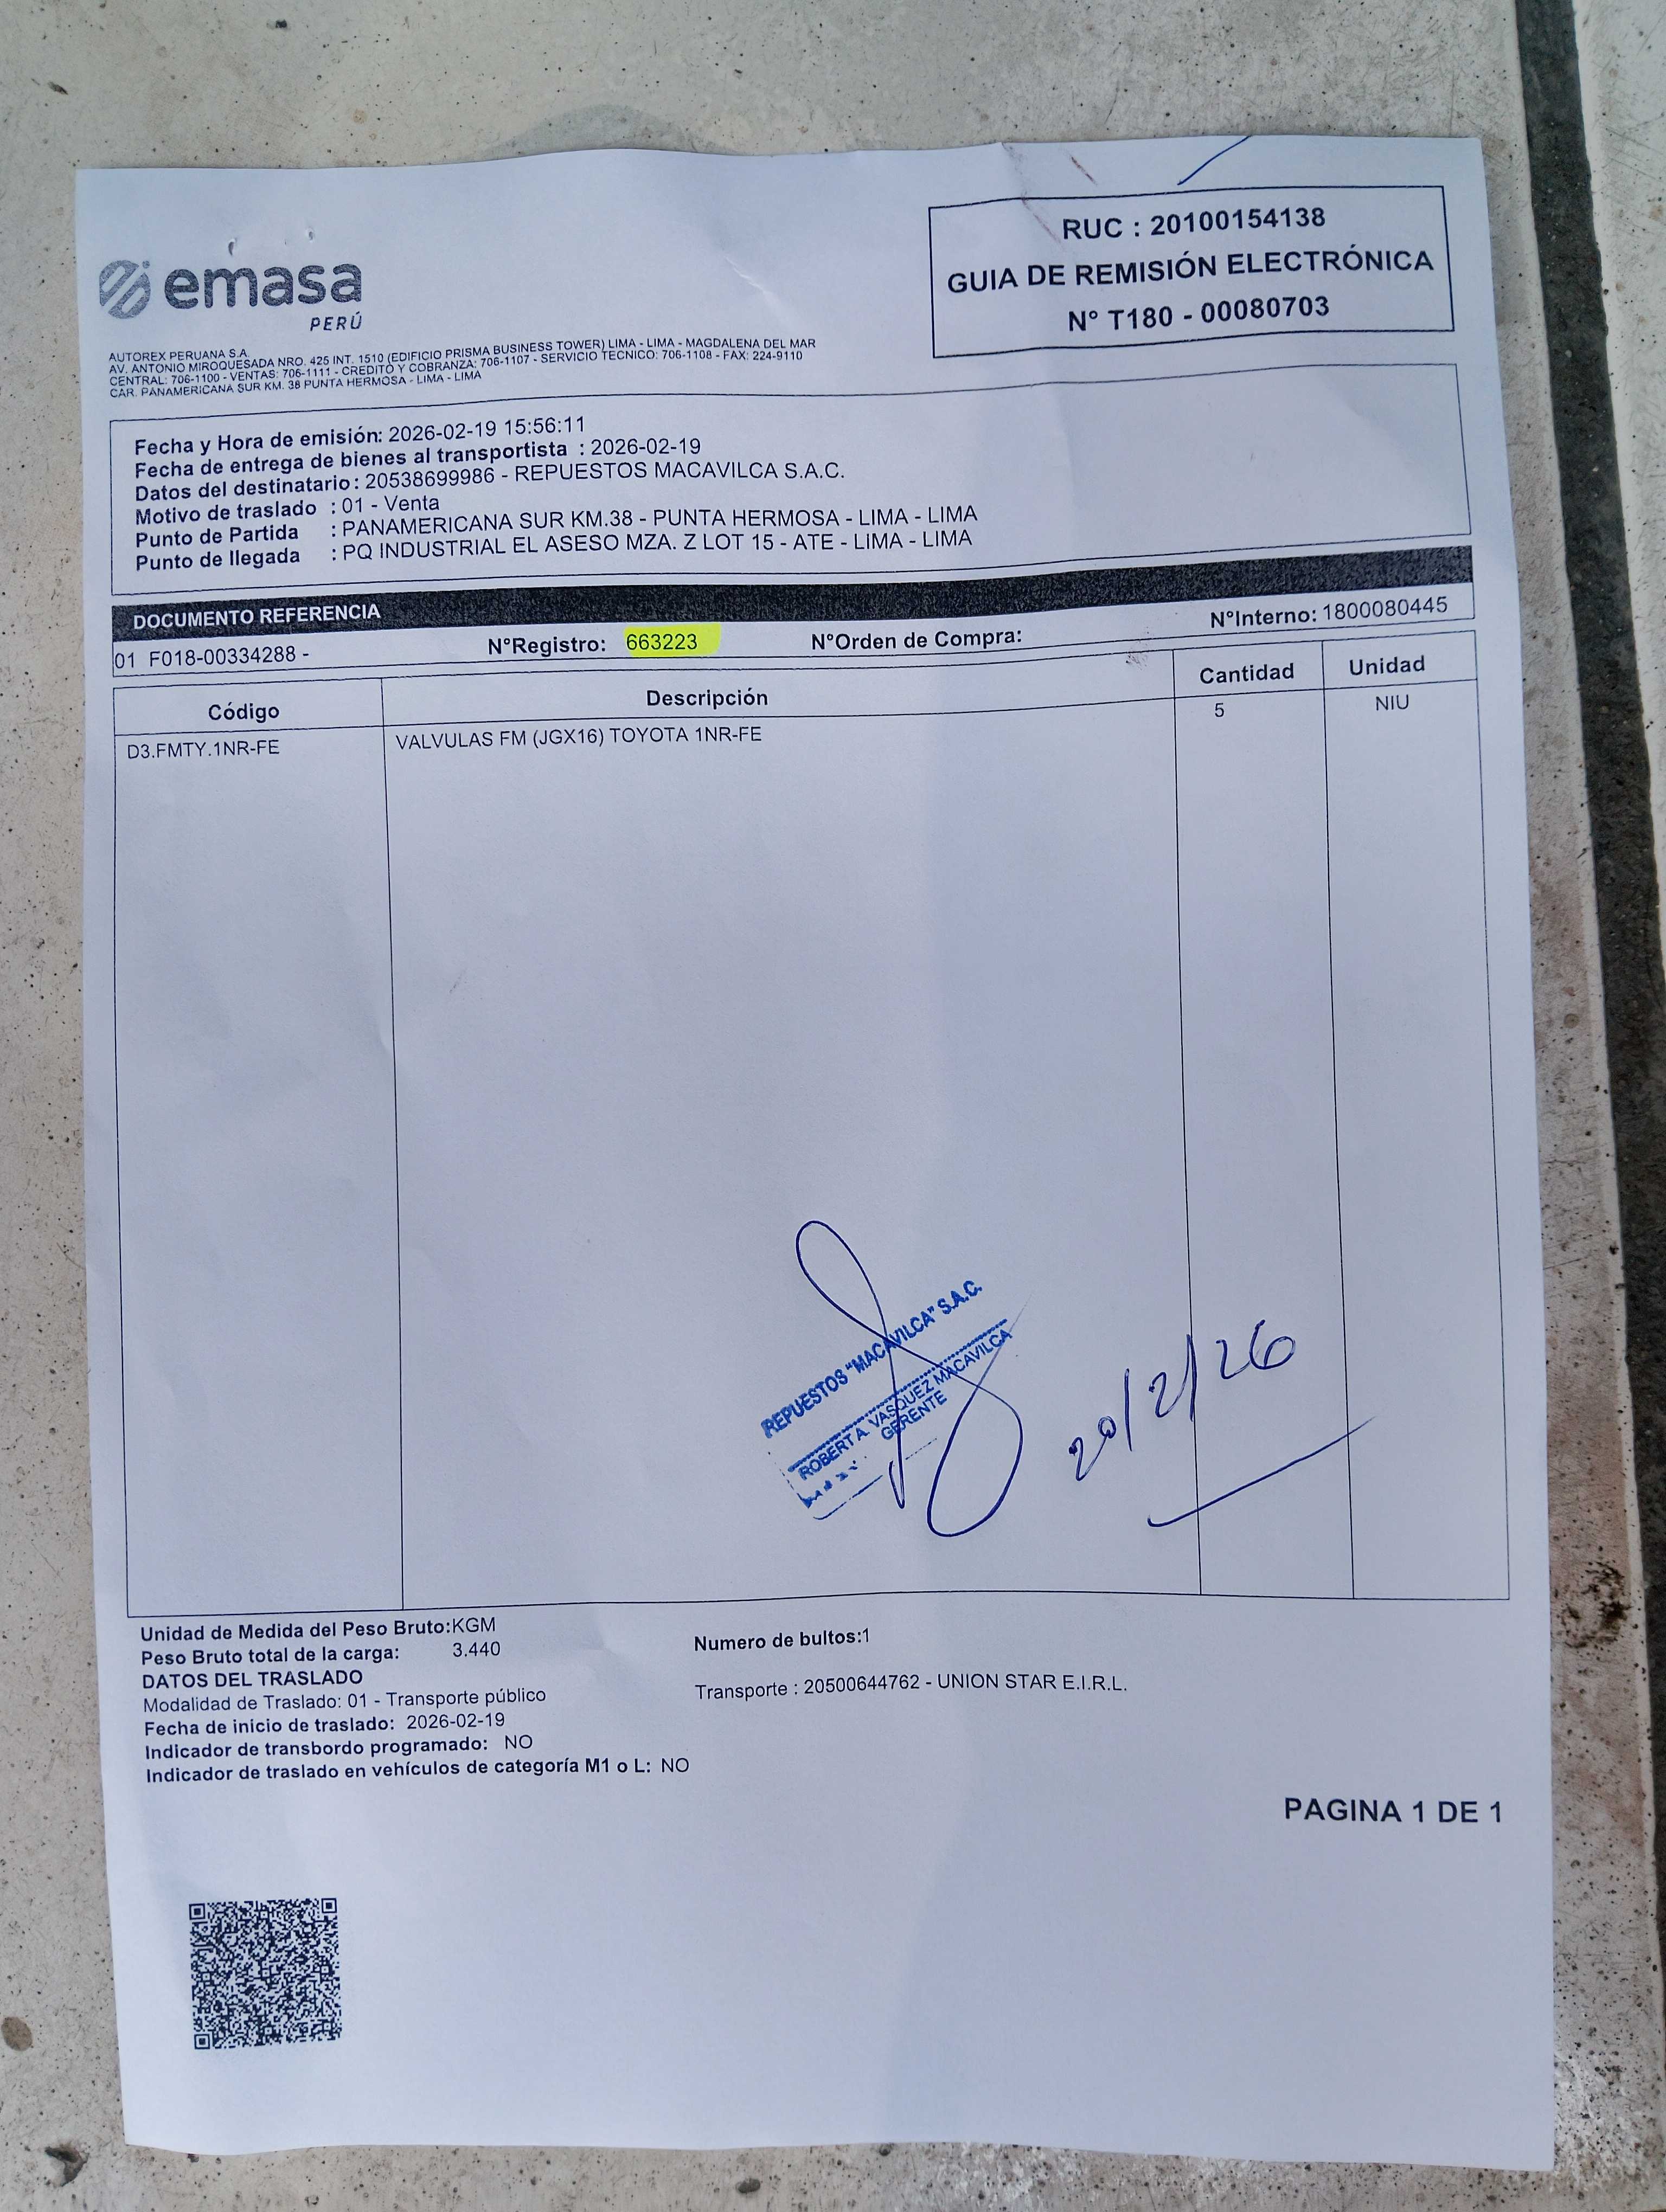 emasa
PERÚ
RUC : 20100154138
GUIA DE REMISIÓN ELECTRÓNICA
N° T180 - 00080703
AUTOREX PERUANA S.A.
AV. ANTONIO MIROQUESADA NRO. 425 INT. 1510 (EDIFICIO PRISMA BUSINESS TOWER) LIMA - LIMA - MAGDALENA DEL MAR
CENTRAL: 706-1100 - VENTAS: 706-1111 - CREDITO Y COBRANZA: 706-1107 - SERVICIO TECNICO: 706-1108 - FAX: 224-9110
CAR. PANAMERICANA SUR KM. 38 PUNTA HERMOSA - LIMA - LIMA
Fecha y Hora de emisión: 2026-02-19 15:56:11
Fecha de entrega de bienes al transportista : 2026-02-19
Datos del destinatario : 20538699986 - REPUESTOS MACAVILCA S.A.C.
Motivo de traslado : 01 - Venta
Punto de Partida : PANAMERICANA SUR KM.38 - PUNTA HERMOSA - LIMA - LIMA
Punto de llegada : PQ INDUSTRIAL EL ASESO MZA. Z LOT 15 - ATE - LIMA - LIMA
DOCUMENTO REFERENCIA
01 F018-00334288 - N°Registro: 663223 N°Orden de Compra: N°Interno: 1800080445
Código Descripción Cantidad Unidad
D3.FMTY.1NR-FE VALVULAS FM (JGX16) TOYOTA 1NR-FE 5 NIU
REPUESTOS "MACAVILCA" S.A.C.
ROBERT A. VASQUEZ MACAVILCA
GERENTE
20/2/26
Unidad de Medida del Peso Bruto:KGM
Peso Bruto total de la carga: 3.440
Numero de bultos:1
DATOS DEL TRASLADO
Modalidad de Traslado: 01 - Transporte público
Transporte : 20500644762 - UNION STAR E.I.R.L.
Fecha de inicio de traslado: 2026-02-19
Indicador de transbordo programado: NO
Indicador de traslado en vehículos de categoría M1 o L: NO
PAGINA 1 DE 1